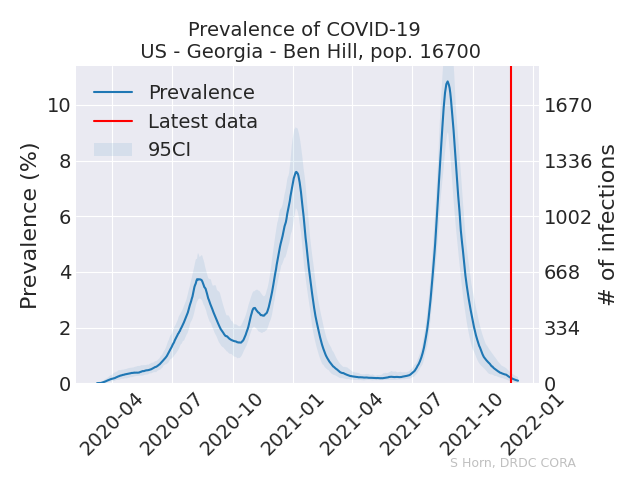 Prevalence of COVID-19
US - Georgia - Ben Hill, pop. 16700
Prevalence
Latest data
95CI
Prevalence (%)
10
8
6
4
2
0
1670
1336
1002
668
334
0
# of infections
2020-04
2020-07
2020-10
2021-01
2021-04
2021-07
2021-10
2022-01
S Horn, DRDC CORA